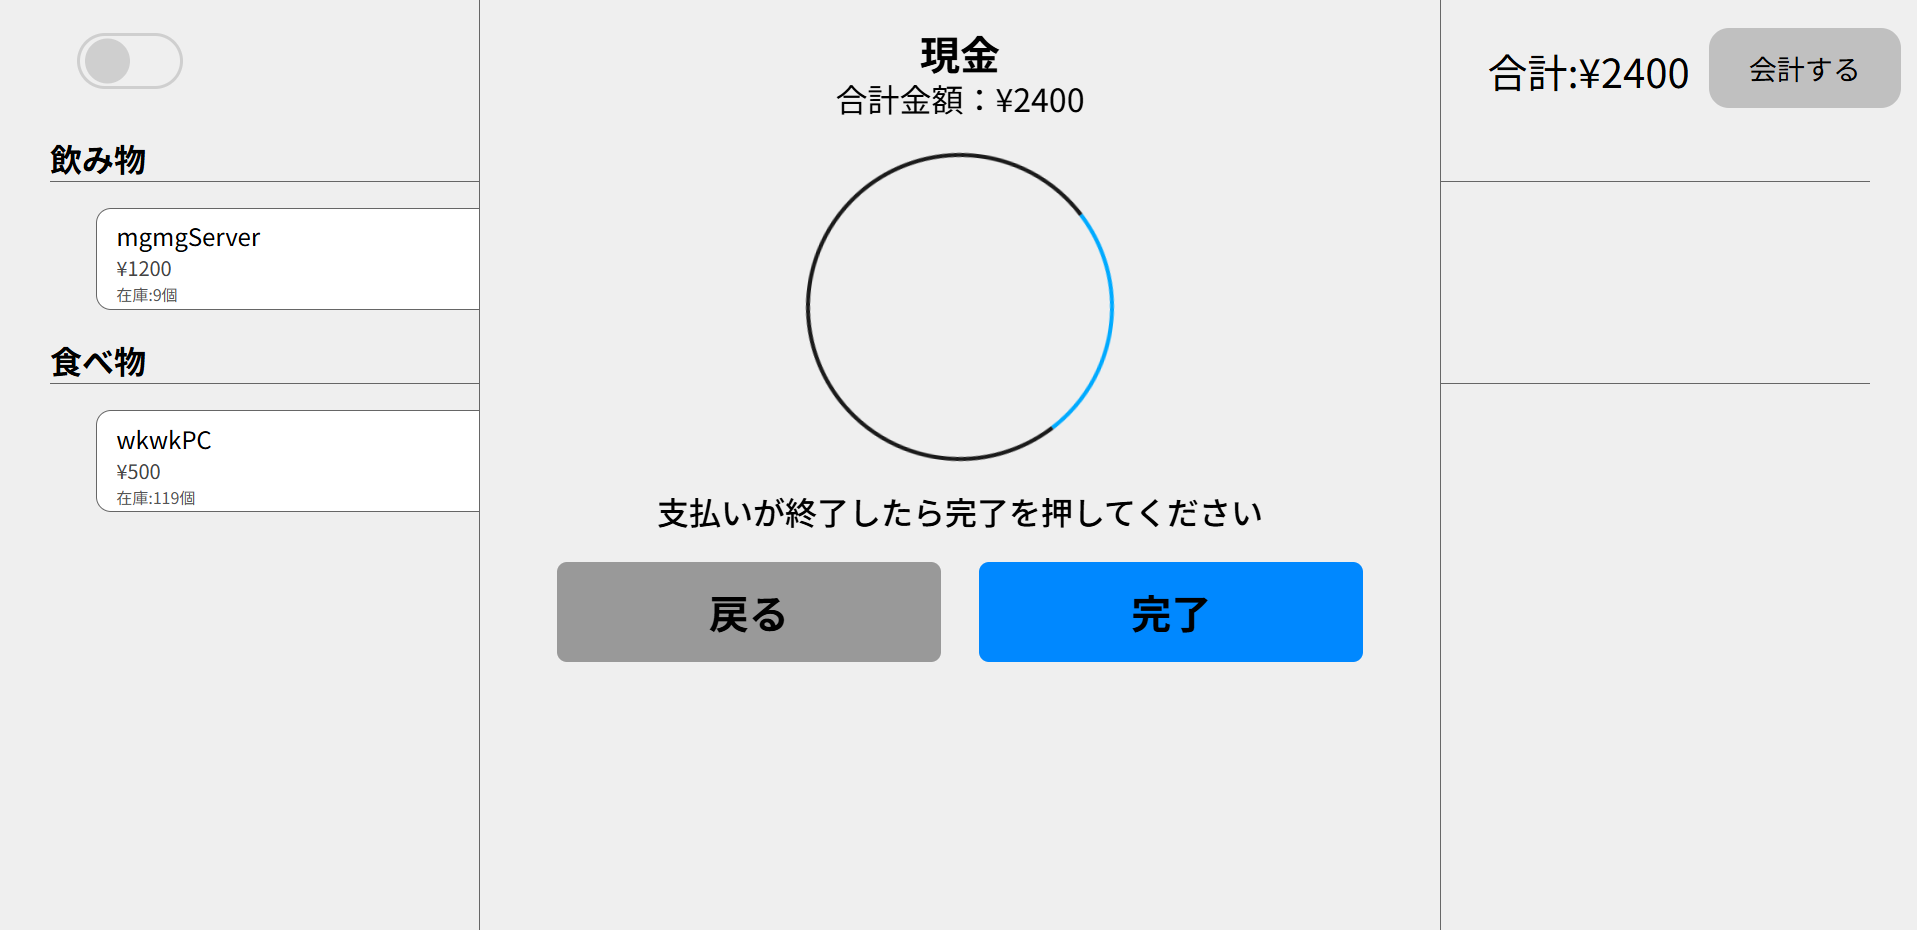 現金
合計金額：¥2400
合計:¥2400
会計する
飲み物
mgmgServer
¥1200
在庫:9個
食べ物
wkwkPC
¥500
在庫:119個
支払いが終了したら完了を押してください
戻る
完了